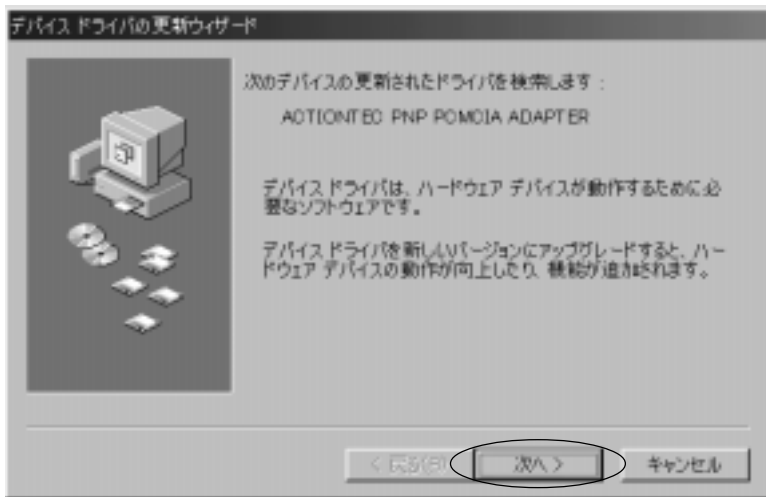 デバイス ドライバの更新ウィザード
次のデバイスの更新されたドライバを検索します :
ACTIONTEC PNP PCMCIA ADAPTER
デバイス ドライバは、ハードウェア デバイスが動作するために必
要なソフトウェアです。
デバイス ドライバを新しいバージョンにアップグレードすると、ハー
ドウェア デバイスの動作が向上したり、機能が追加されます。
< 戻る(B)
次へ >
キャンセル